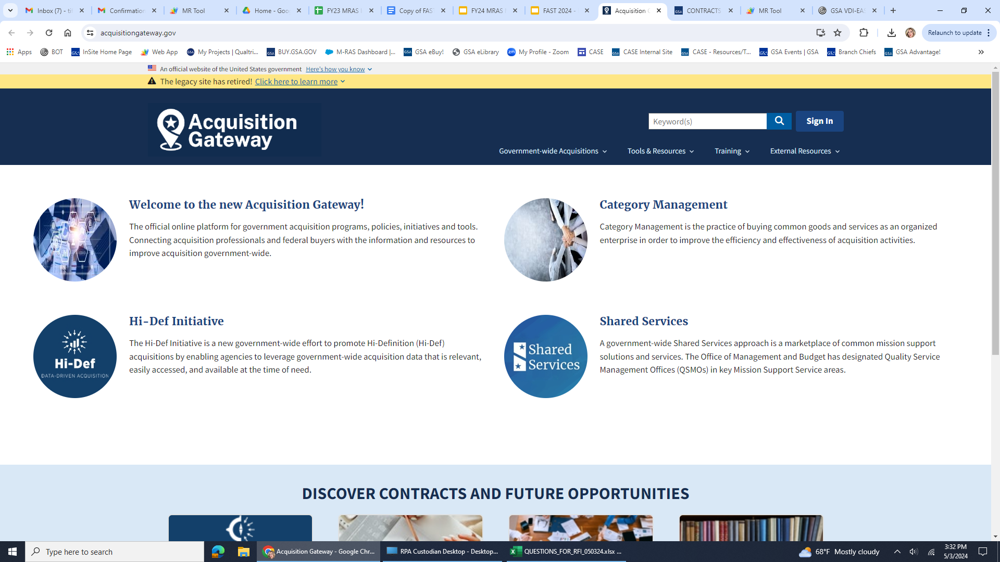 Inbox (7) - ti
Confirmation
MR Tool
Home - Goo
FY23 MRAS
Copy of FAS
FY24 MRAS
FAST 2024 -
Acquisition
CONTRACTS
MR Tool
GSA VDI-EAS
acquisitiongateway.gov
Relaunch to update
Apps
BOT
InSite Home Page
Web App
My Projects | Qualtri...
BUY.GSA.GOV
M-RAS Dashboard |...
GSA eBuy!
GSA eLibrary
My Profile - Zoom
CASE
CASE Internal Site
CASE - Resources/T...
GSA Events | GSA
Branch Chiefs
GSA Advantage!
An official website of the United States government Here's how you know
The legacy site has retired! Click here to learn more
Acquisition
Gateway
Keyword(s)
Sign In
Government-wide Acquisitions
Tools & Resources
Training
External Resources
Welcome to the new Acquisition Gateway!
The official online platform for government acquisition programs, policies, initiatives and tools.
Connecting acquisition professionals and federal buyers with the information and resources to
improve acquisition government-wide.
Category Management
Category Management is the practice of buying common goods and services as an organized
enterprise in order to improve the efficiency and effectiveness of acquisition activities.
Hi-Def
DATA-DRIVEN ACQUISITION
Hi-Def Initiative
The Hi-Def Initiative is a new government-wide effort to promote Hi-Definition (Hi-Def)
acquisitions by enabling agencies to leverage government-wide acquisition data that is relevant,
easily accessed, and available at the time of need.
Shared
Services
Shared Services
A government-wide Shared Services approach is a marketplace of common mission support
solutions and services. The Office of Management and Budget has designated Quality Service
Management Offices (QSMOs) in key Mission Support Service areas.
DISCOVER CONTRACTS AND FUTURE OPPORTUNITIES
Type here to search
Acquisition Gateway - Google Chr...
RPA Custodian Desktop - Desktop...
QUESTIONS_FOR_RFI_050324.xlsx ...
68°F Mostly cloudy
3:32 PM
5/3/2024